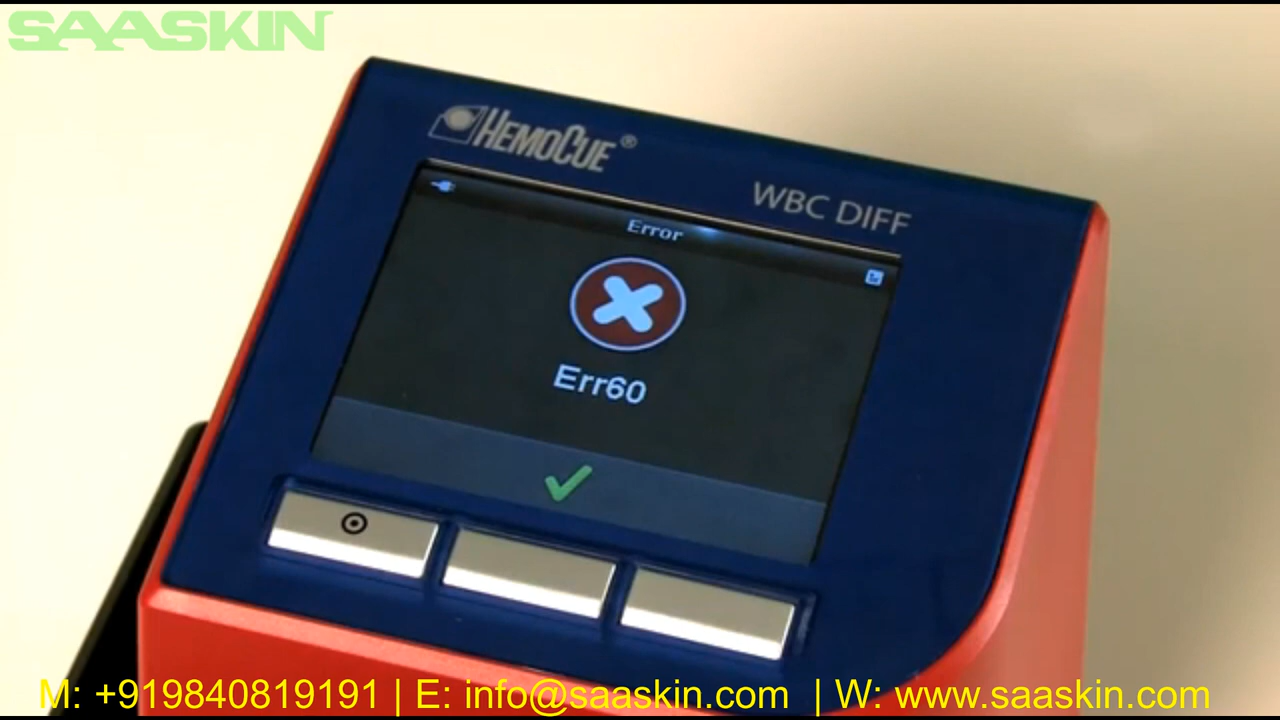 SAASKIN
HEMOCUE®
WBC DIFF
Error
Err60
M: +919840819191 | E: info@saaskin.com | W: www.saaskin.com